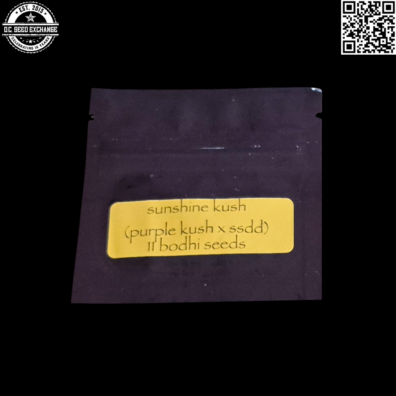 EST. 2015
D.C SEED EXCHANGE
sunshine kush
(purple kush x ssdd)
11 bodhi seeds